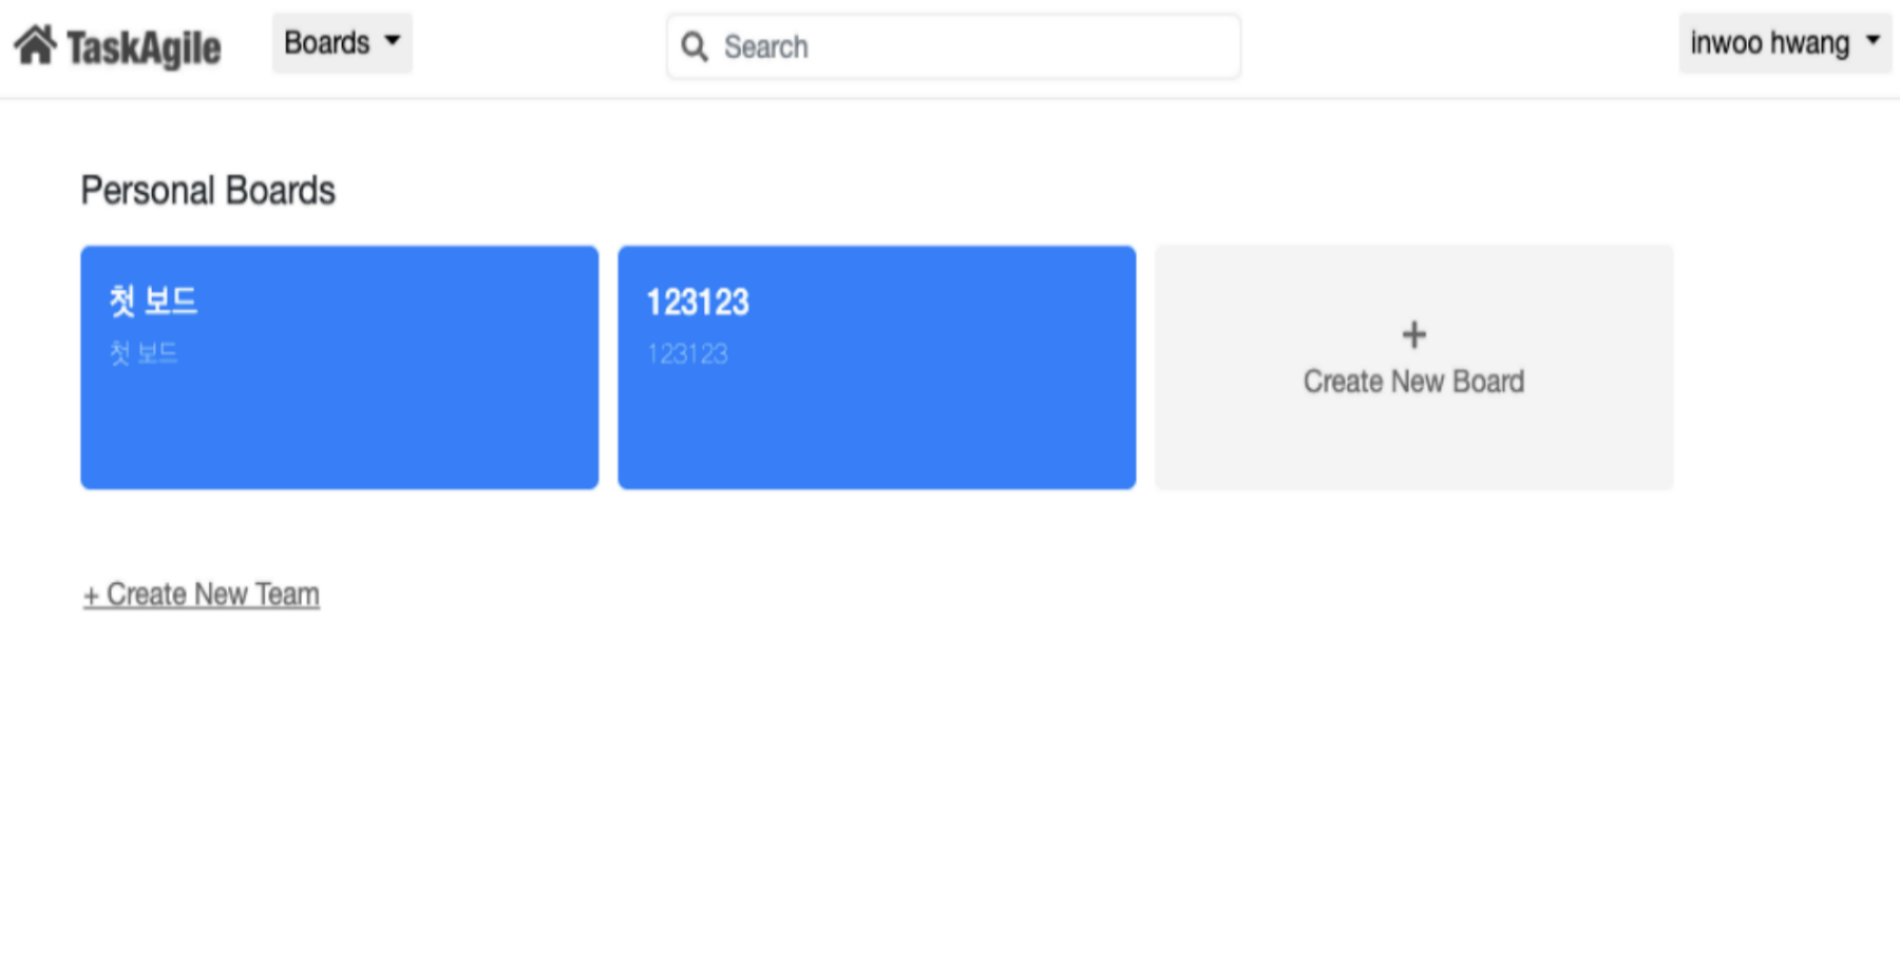 TaskAgile Boards Search inwoo hwang
Personal Boards
첫 보드
첫 보드
123123
123123
+
Create New Board
+ Create New Team